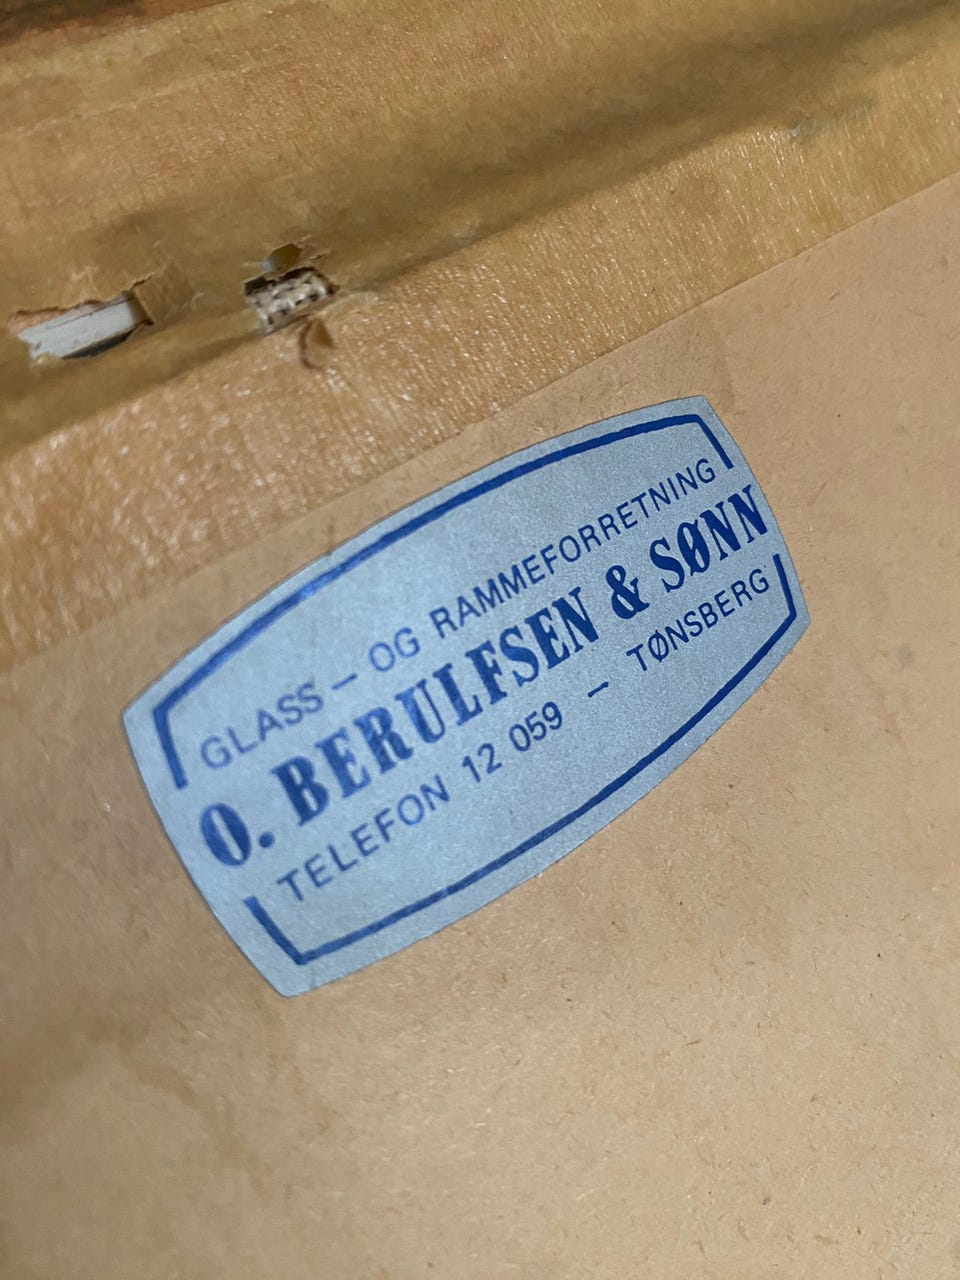 GLASS – OG RAMMEFORRETNING
O. BERULFSEN & SØNN
TELEFON 12 059 – TØNSBERG